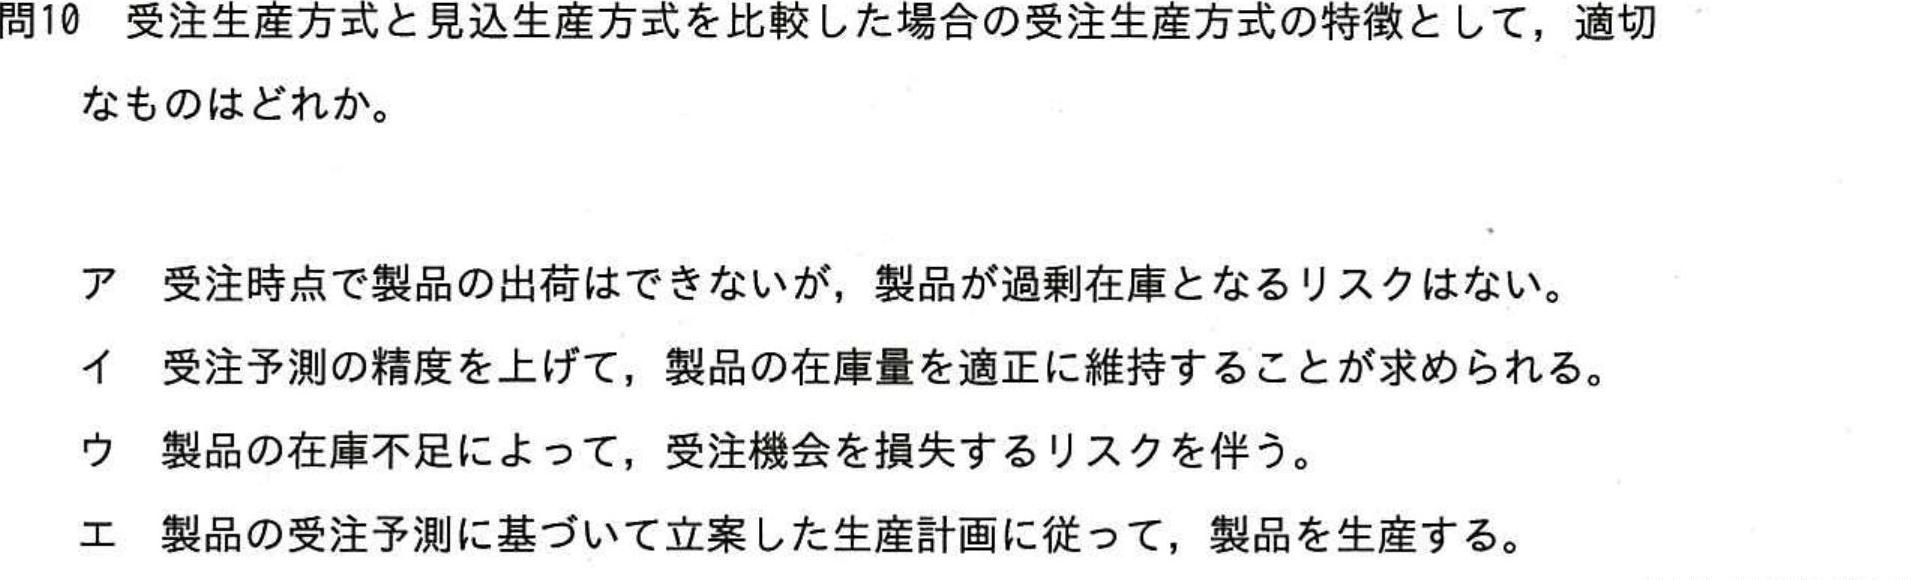 問10 受注生産方式と見込生産方式を比較した場合の受注生産方式の特徴として，適切
なものはどれか。
ア 受注時点で製品の出荷はできないが，製品が過剰在庫となるリスクはない。
イ 受注予測の精度を上げて，製品の在庫量を適正に維持することが求められる。
ウ 製品の在庫不足によって，受注機会を損失するリスクを伴う。
エ 製品の受注予測に基づいて立案した生産計画に従って，製品を生産する。